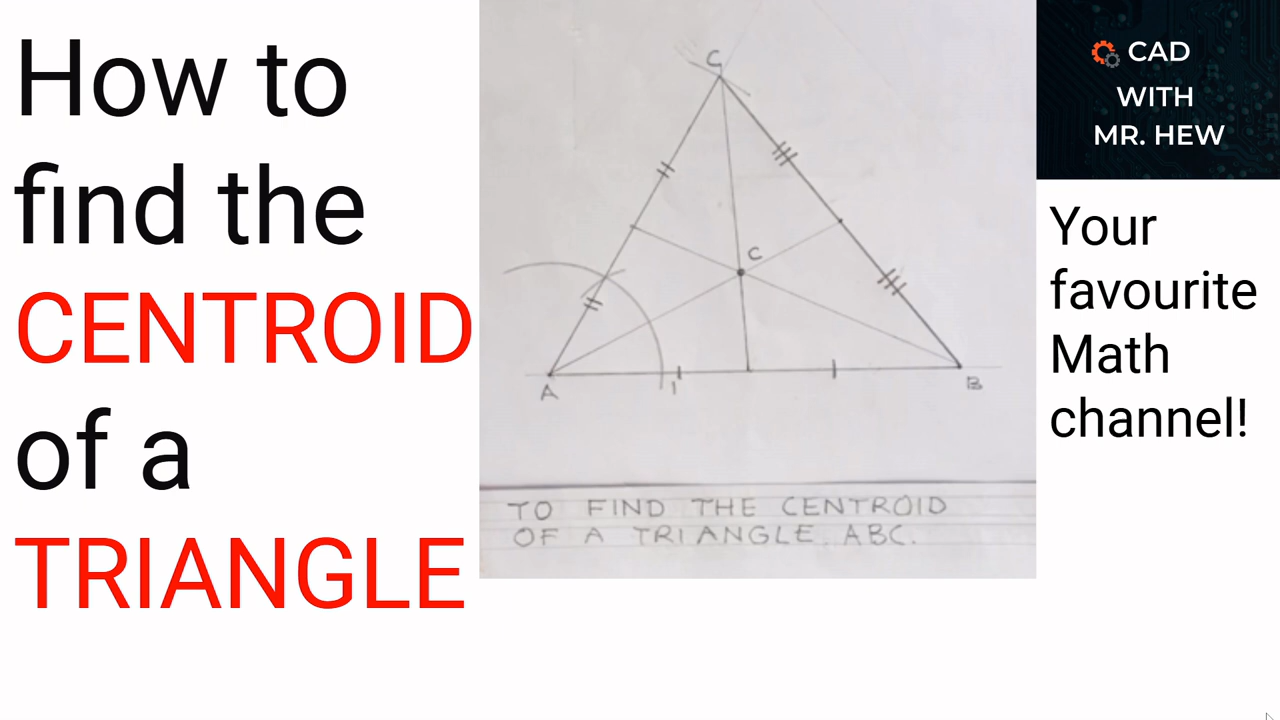 How to
find the
CENTROID
of a
TRIANGLE
C
C
A
B
TO FIND THE CENTROID
OF A TRIANGLE ABC.
CAD
WITH
MR. HEW
Your
favourite
Math
channel!